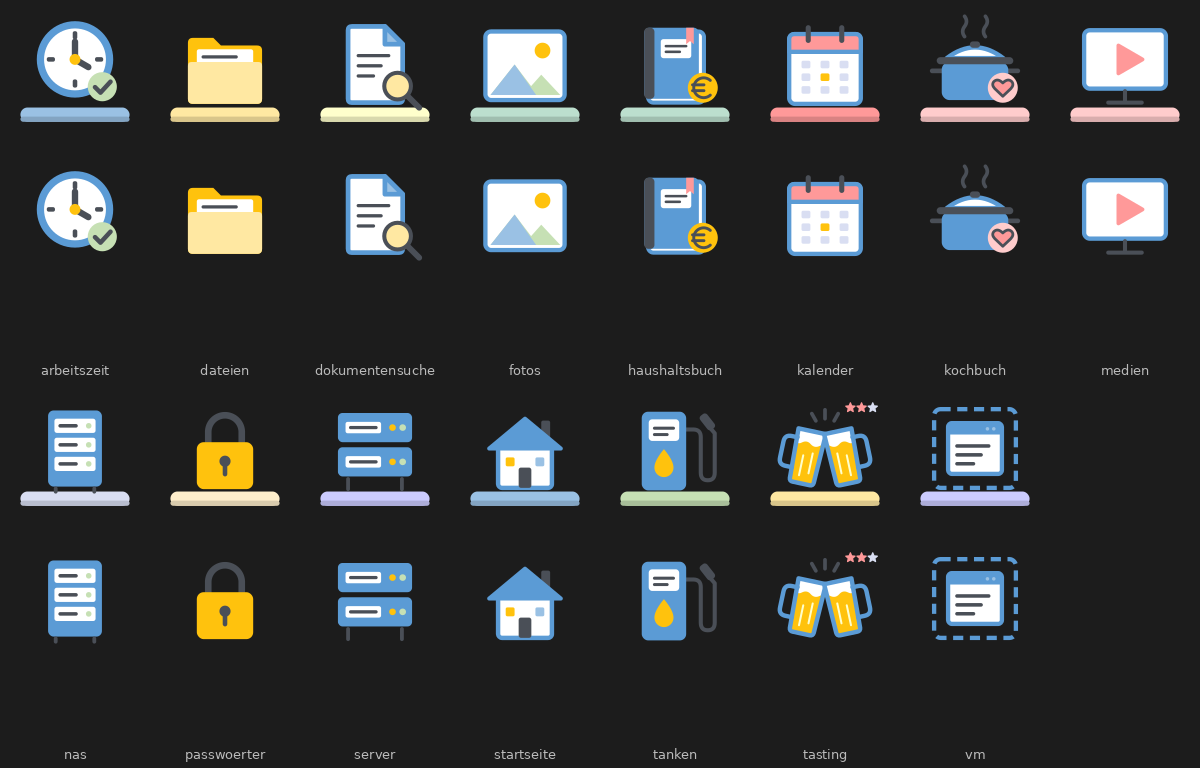 arbeitszeit dateien dokumentensuche fotos haushaltsbuch kalender kochbuch medien
nas passwoerter server startseite tanken tasting vm